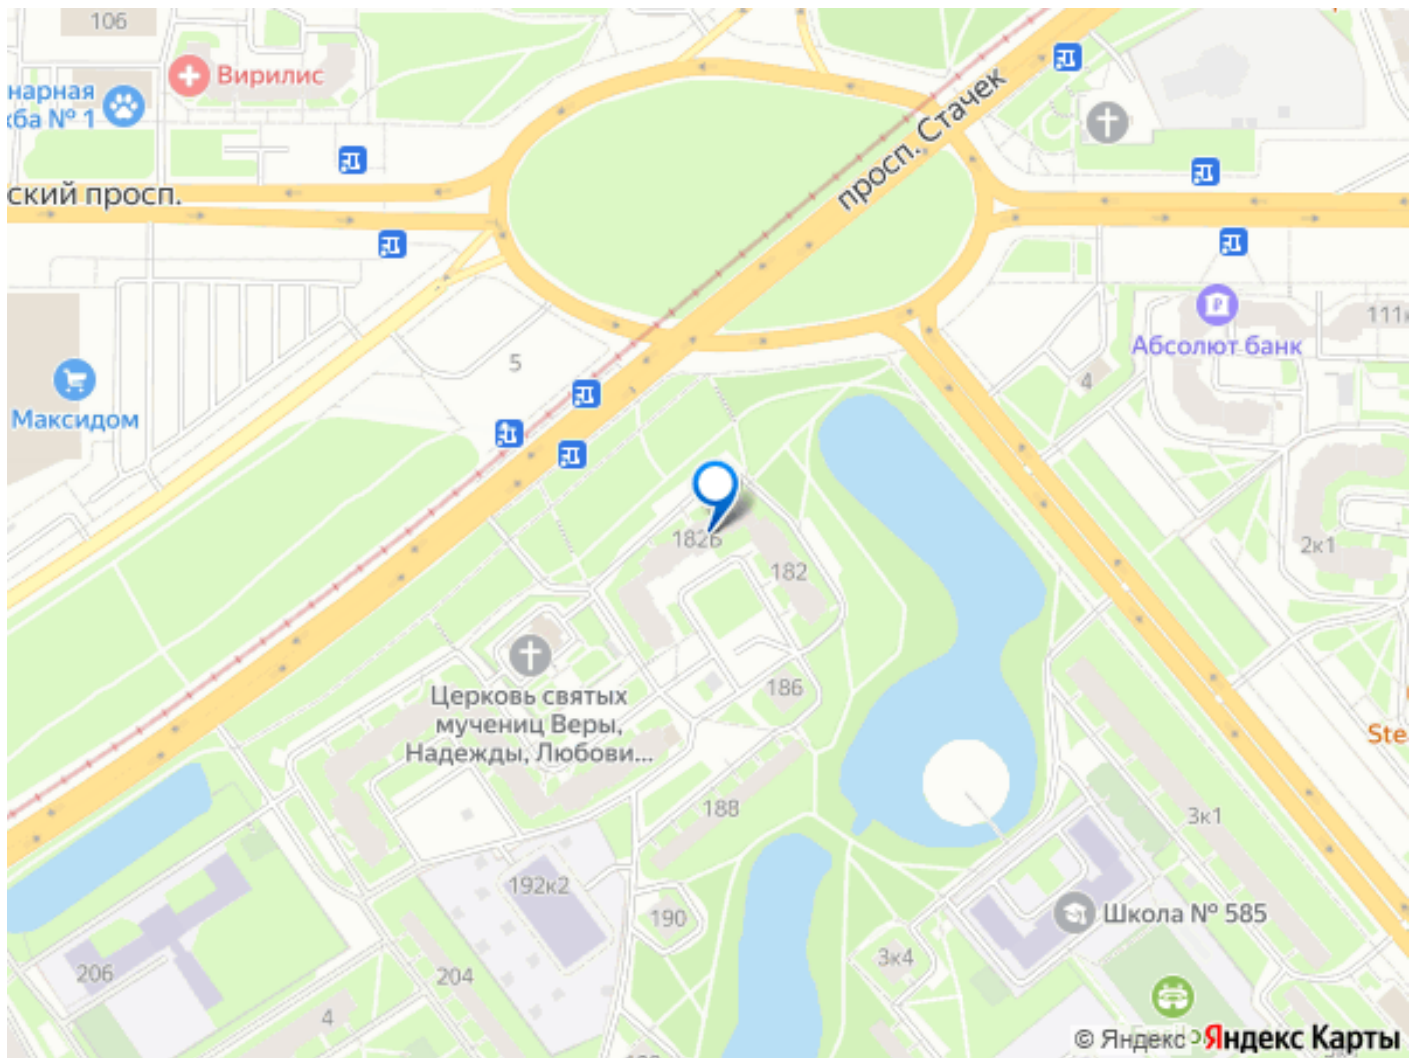 106
Вирилис
нарная
кба № 1
просп. Стачек
ский просп.
5
Абсолют банк
111к
4
Максидом
2к1
182Б
182
Церковь святых
мучениц Веры,
Надежды, Любови...
186
Ste
188
3к1
192к2
190
Школа № 585
3к4
206
204
4
© Яндекс Яндекс Карты